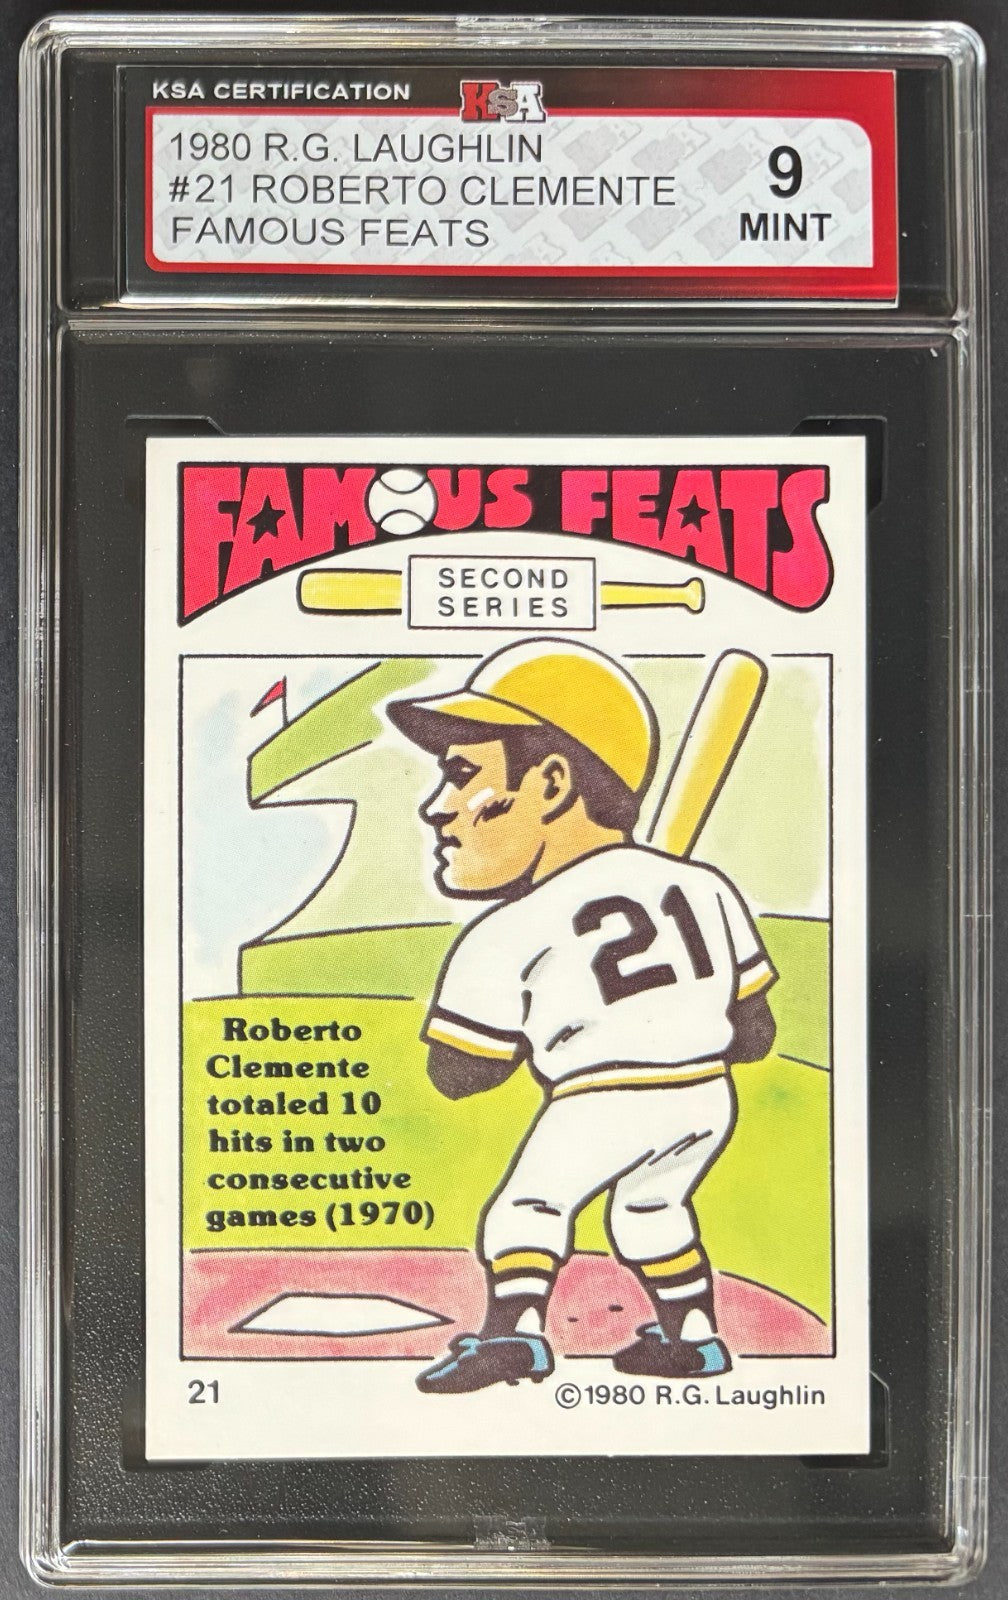 KSA CERTIFICATION
KSA
1980 R.G. LAUGHLIN
#21 ROBERTO CLEMENTE
FAMOUS FEATS
9
MINT
FAMOUS FEATS
SECOND
SERIES
21
Roberto
Clemente
totaled 10
hits in two
consecutive
games (1970)
21
©1980 R.G. Laughlin
KSA